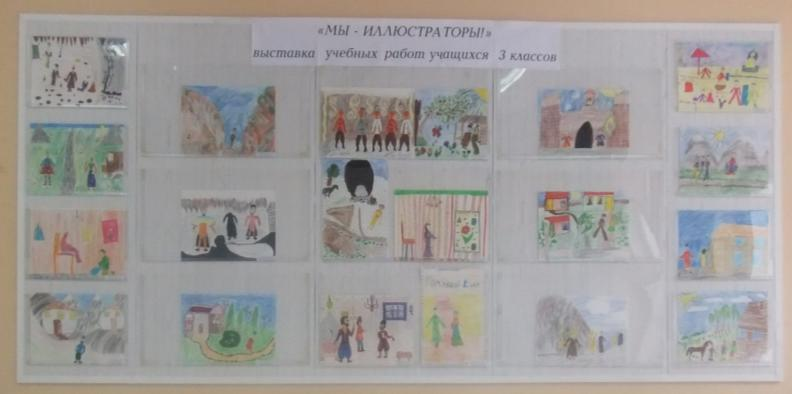 «МЫ - ИЛЛЮСТРАТОРЫ!»
выставка учебных работ учащихся 3 классов